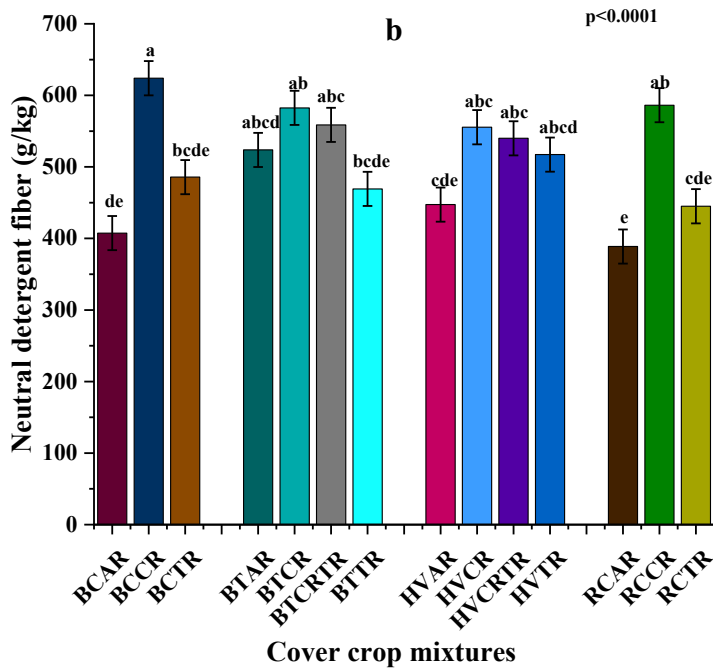 b
p<0.0001
Neutral detergent fiber (g/kg)
700
600
500
400
300
200
100
0
de
a
bcde
abcd
ab
abc
bcde
cde
abc
abc
abcd
e
ab
cde
BCAR
BCCR
BCTR
BTAR
BTCR
BTCRTR
BTTR
HVAR
HVCR
HVCRTR
HVTR
RCAR
RCCR
RCTR
Cover crop mixtures